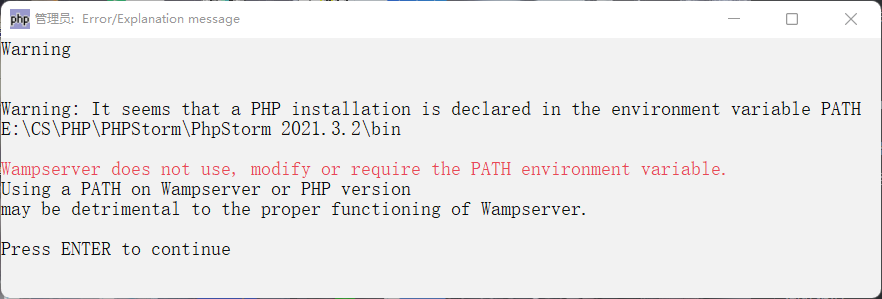 php 管理员: Error/Explanation message
Warning
Warning: It seems that a PHP installation is declared in the environment variable PATH
E:\CS\PHP\PHPStorm\PhpStorm 2021.3.2\bin
Wampserver does not use, modify or require the PATH environment variable.
Using a PATH on Wampserver or PHP version
may be detrimental to the proper functioning of Wampserver.
Press ENTER to continue